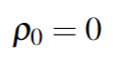 𝝆₀ = 0